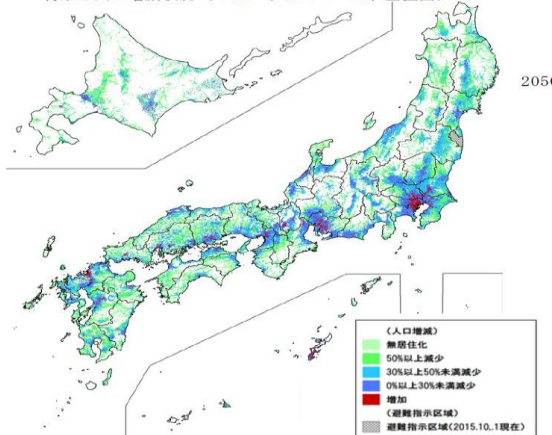 2050
(人口増減)
無居住化
50%以上減少
30%以上50%未満減少
0%以上30%未満減少
増加
(避難指示区域)
避難指示区域(2015.10,.1現在)